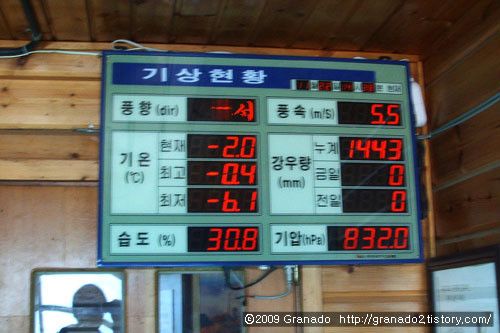 기상현황
풍향 (dir) 서 풍속 (m/S) 5.5
기온 (℃) 현재 -2.0 강우량 (mm) 누계 1443
최고 -0.4 금일 0
최저 -6.1 전일 0
습도 (%) 30.8 기압(hPa) 832.0
©2009 Granado http://granado2.tistory.com/